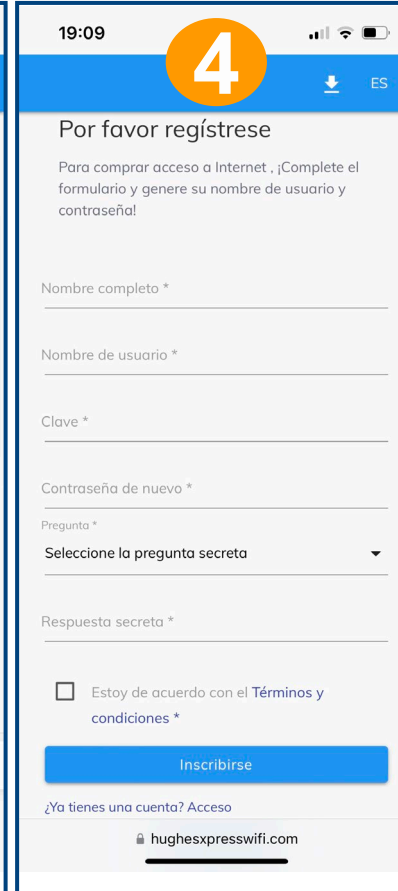 19:09
4
ES
Por favor regístrese
Para comprar acceso a Internet , ¡Complete el
formulario y genere su nombre de usuario y
contraseña!
Nombre completo *
Nombre de usuario *
Clave *
Contraseña de nuevo *
Pregunta *
Seleccione la pregunta secreta
Respuesta secreta *
Estoy de acuerdo con el Términos y
condiciones *
Inscribirse
¿Ya tienes una cuenta? Acceso
hughesxpresswifi.com